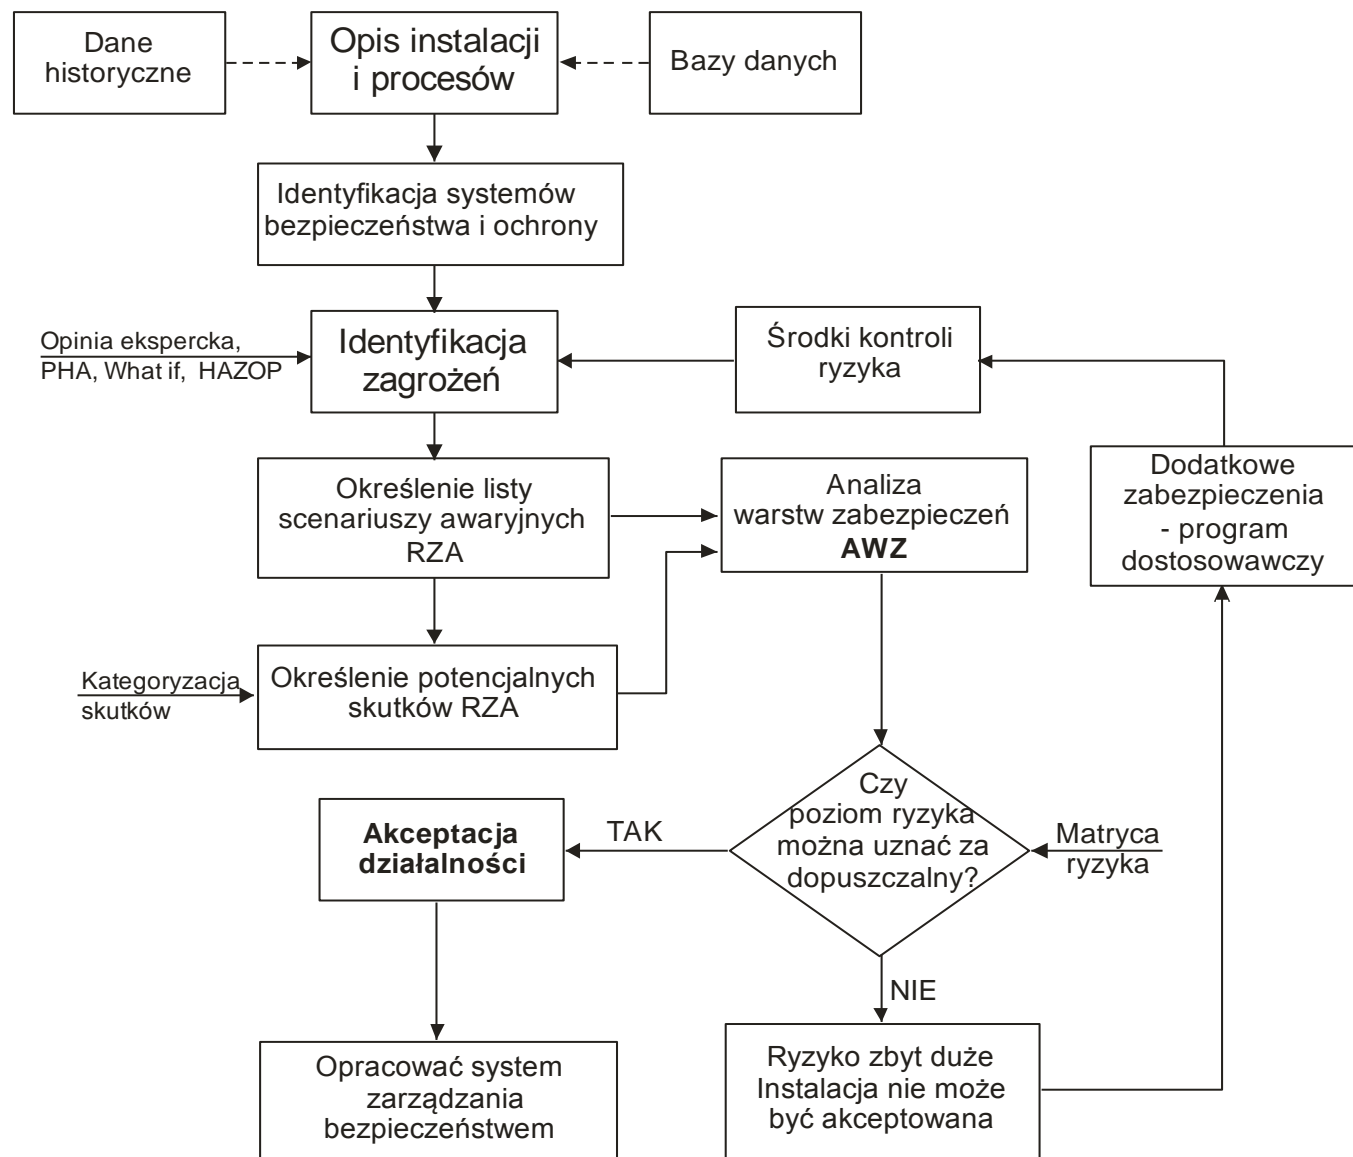 Dane
historyczne
Opis instalacji
i procesów
Bazy danych
Identyfikacja systemów
bezpieczeństwa i ochrony
Opinia ekspercka,
PHA, What if, HAZOP
Identyfikacja
zagrożeń
Środki kontroli
ryzyka
Określenie listy
scenariuszy awaryjnych
RZA
Analiza
warstw zabezpieczeń
AWZ
Dodatkowe
zabezpieczenia
- program
dostosowawczy
Kategoryzacja
skutków
Określenie potencjalnych
skutków RZA
Czy
poziom ryzyka
można uznać za
dopuszczalny?
Matryca
ryzyka
TAK
Akceptacja
działalności
NIE
Opracować system
zarządzania
bezpieczeństwem
Ryzyko zbyt duże
Instalacja nie może
być akceptowana